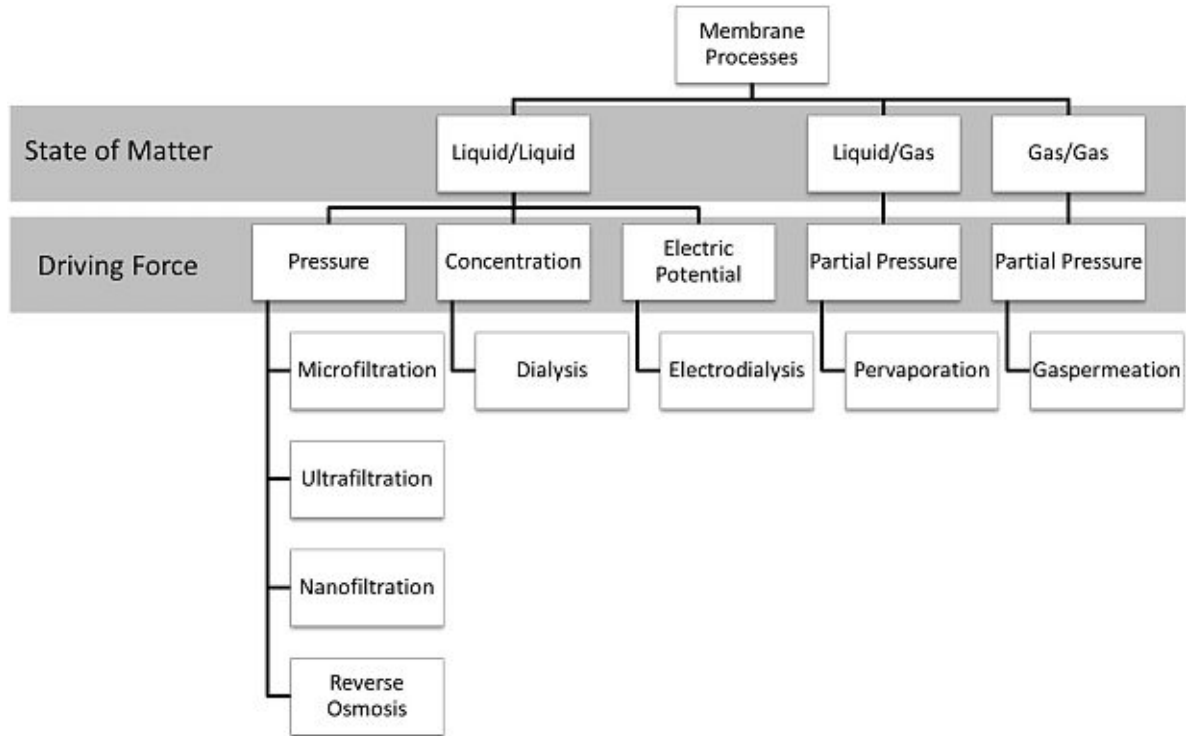 Membrane
Processes
State of Matter
Liquid/Liquid
Liquid/Gas
Gas/Gas
Driving Force
Pressure
Concentration
Electric
Potential
Partial Pressure
Partial Pressure
Microfiltration
Dialysis
Electrodialysis
Pervaporation
Gaspermeation
Ultrafiltration
Nanofiltration
Reverse
Osmosis